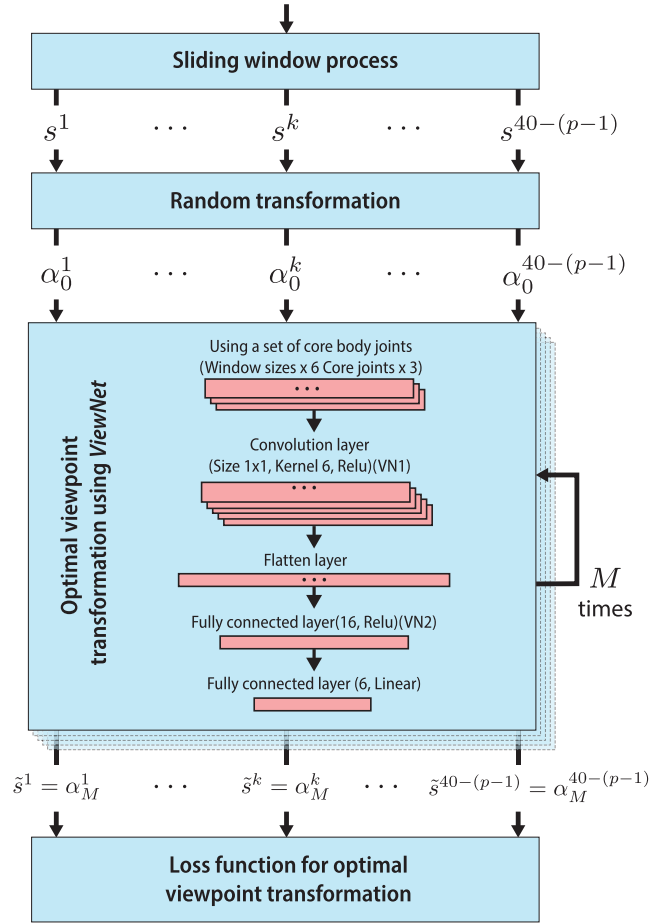 Sliding window process
s^1 ⋯ s^k ⋯ s^{40−(p−1)}
Random transformation
α_0^1 ⋯ α_0^k ⋯ α_0^{40−(p−1)}
Optimal viewpoint
transformation using ViewNet
Using a set of core body joints
(Window sizes x 6 Core joints x 3)
Convolution layer
(Size 1x1, Kernel 6, Relu)(VN1)
Flatten layer
Fully connected layer(16, Relu)(VN2)
Fully connected layer (6, Linear)
M
times
s̃^1 = α_M^1 ⋯ s̃^k = α_M^k ⋯ s̃^{40−(p−1)} = α_M^{40−(p−1)}
Loss function for optimal
viewpoint transformation